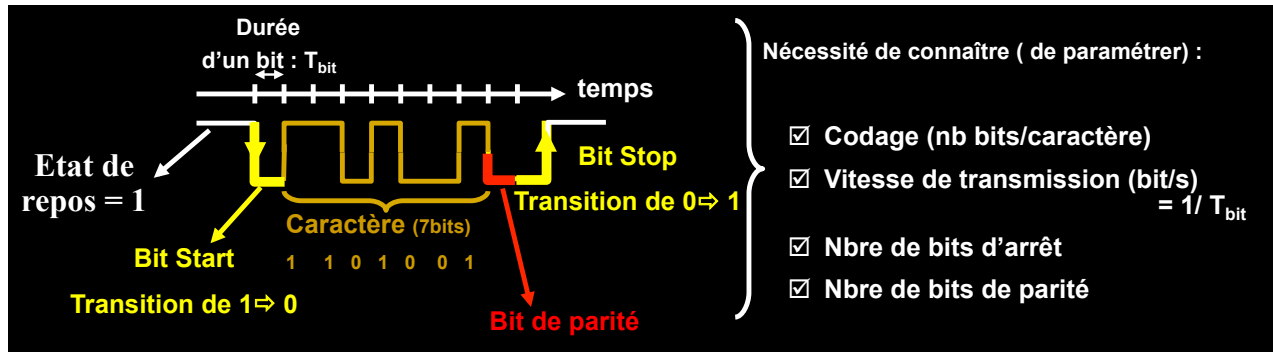 Durée
d'un bit : Tbit
temps
Etat de
repos = 1
Bit Stop
Transition de 0⇨ 1
Caractère (7bits)
Bit Start
1 1 0 1 0 0 1
Transition de 1⇨ 0
Bit de parité
Nécessité de connaître ( de paramétrer) :
☑ Codage (nb bits/caractère)
☑ Vitesse de transmission (bit/s)
= 1/ Tbit
☑ Nbre de bits d'arrêt
☑ Nbre de bits de parité